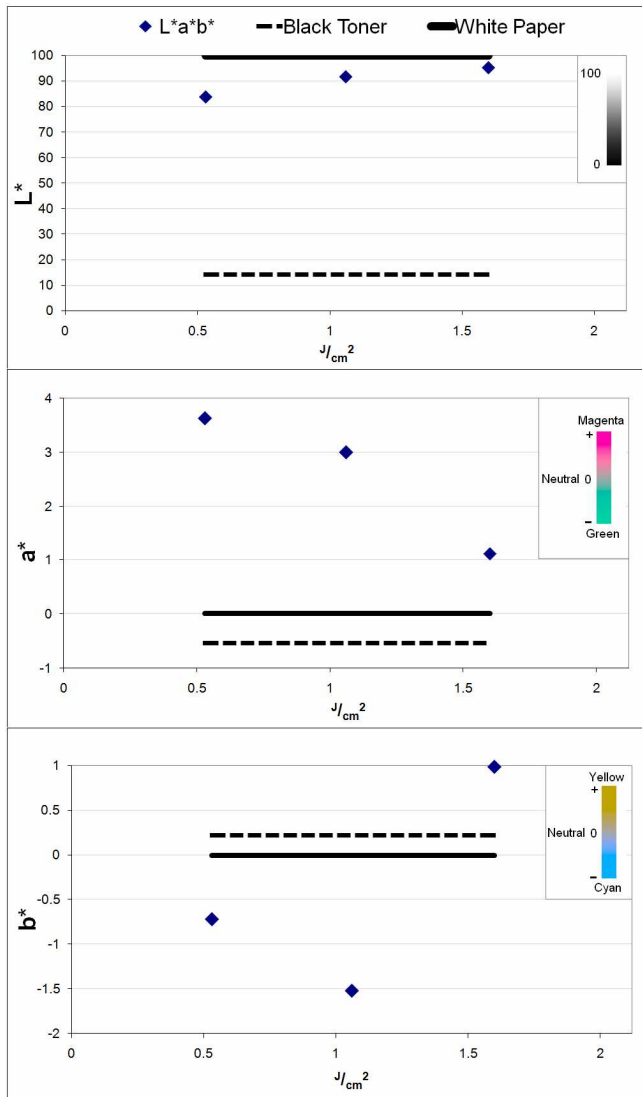 L*a*b* Black Toner White Paper
100
90
80
70
60
50
40
30
20
10
0
L*
0 0.5 1 1.5 2
J/cm²
100
0
4
3
2
1
0
-1
a*
0 0.5 1 1.5 2
J/cm²
Magenta
+
Neutral 0
−
Green
1
0.5
0
-0.5
-1
-1.5
-2
b*
0 0.5 1 1.5 2
J/cm²
Yellow
+
Neutral 0
−
Cyan